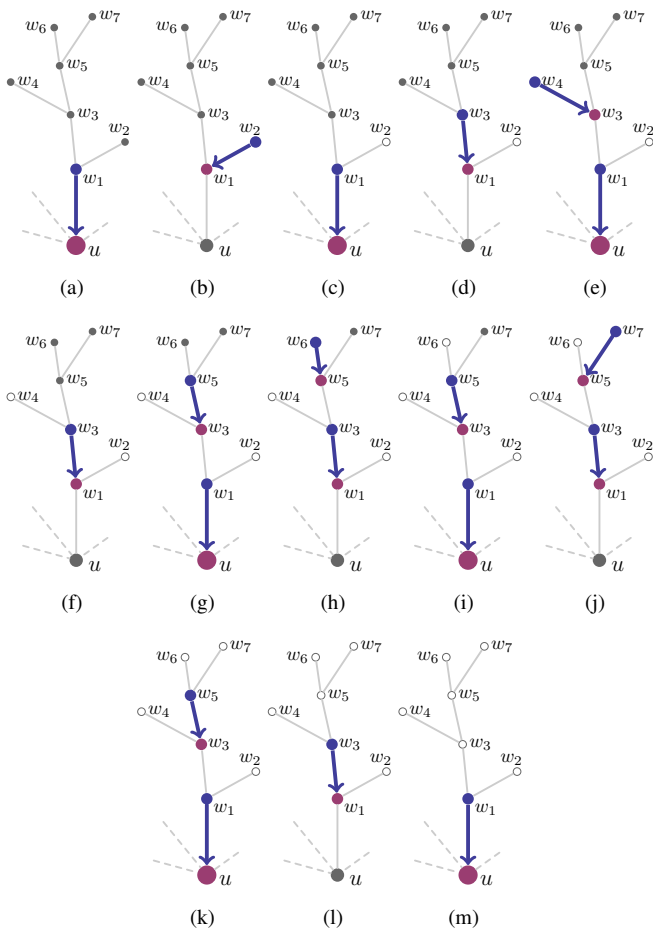 w₆ w₇ w₅ w₄ w₃ w₂ w₁ u
w₆ w₇ w₅ w₄ w₃ w₂ w₁ u
w₆ w₇ w₅ w₄ w₃ w₂ w₁ u
w₆ w₇ w₅ w₄ w₃ w₂ w₁ u
w₆ w₇ w₅ w₄ w₃ w₂ w₁ u
(a) (b) (c) (d) (e)
w₆ w₇ w₅ w₄ w₃ w₂ w₁ u
w₆ w₇ w₅ w₄ w₃ w₂ w₁ u
w₆ w₇ w₅ w₄ w₃ w₂ w₁ u
w₆ w₇ w₅ w₄ w₃ w₂ w₁ u
w₆ w₇ w₅ w₄ w₃ w₂ w₁ u
(f) (g) (h) (i) (j)
w₆ w₇ w₅ w₄ w₃ w₂ w₁ u
w₆ w₇ w₅ w₄ w₃ w₂ w₁ u
w₆ w₇ w₅ w₄ w₃ w₂ w₁ u
(k) (l) (m)